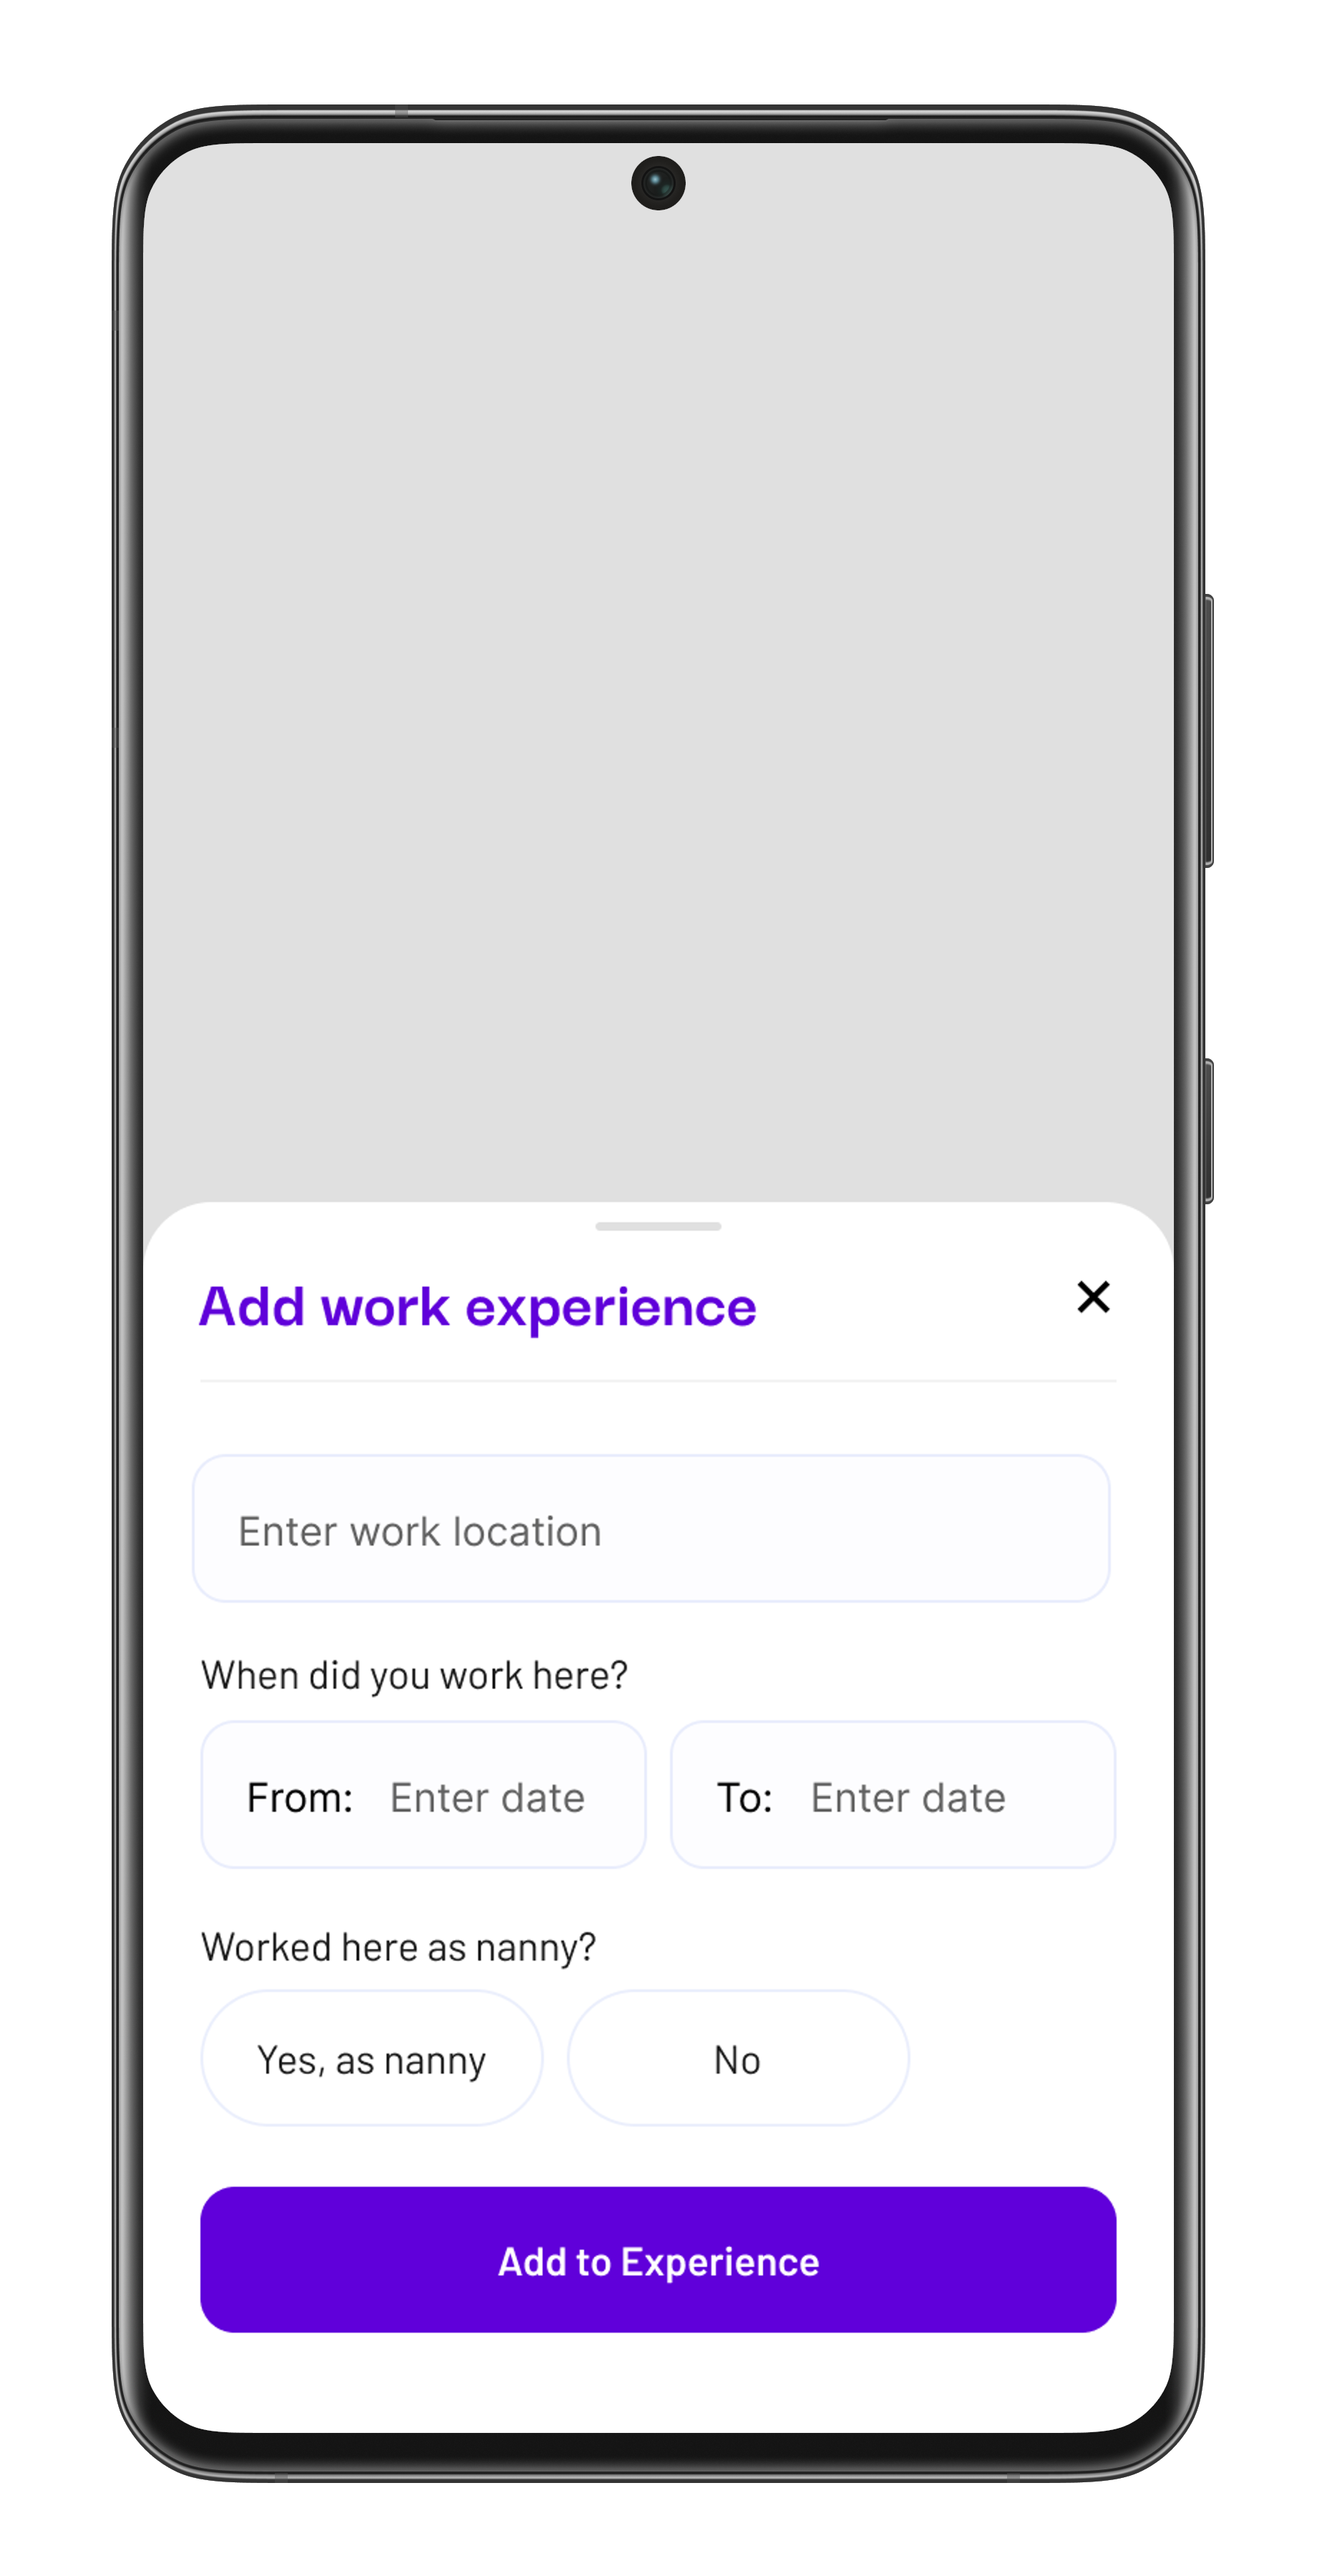 Add work experience
Enter work location
When did you work here?
From: Enter date To: Enter date
Worked here as nanny?
Yes, as nanny No
Add to Experience